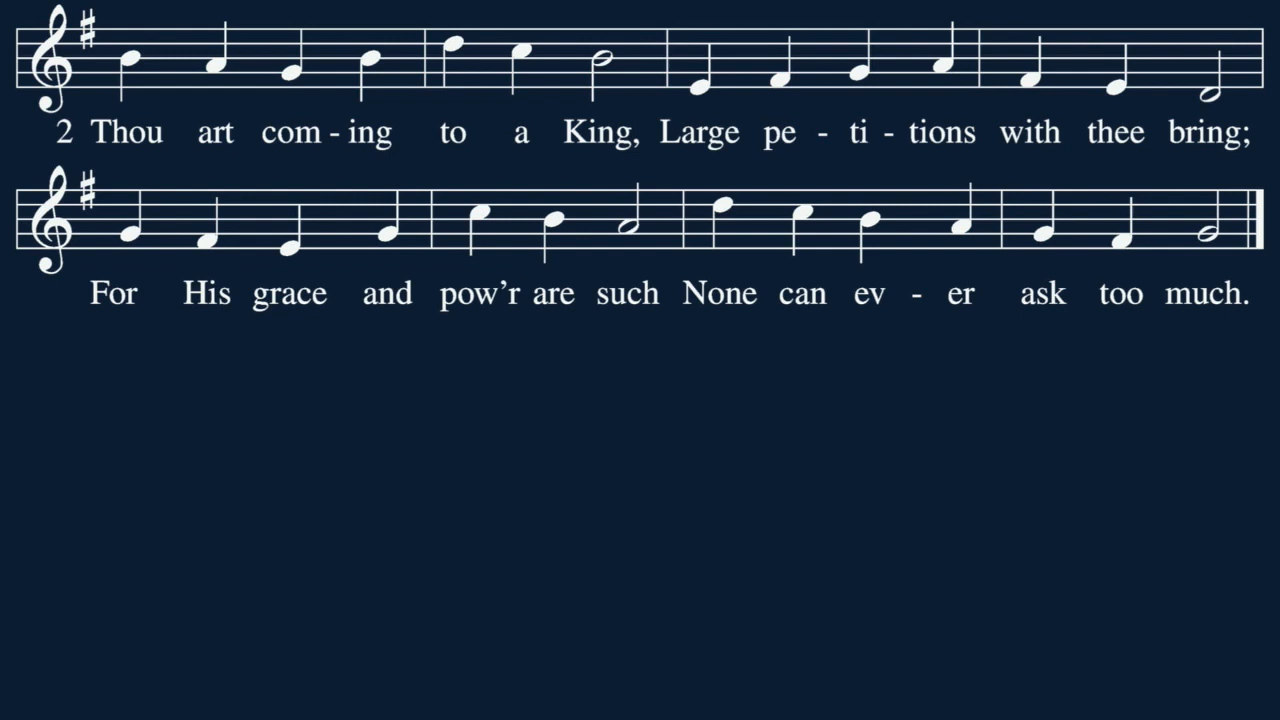 2 Thou art com - ing to a King, Large pe - ti - tions with thee bring;
For His grace and pow’r are such None can ev - er ask too much.